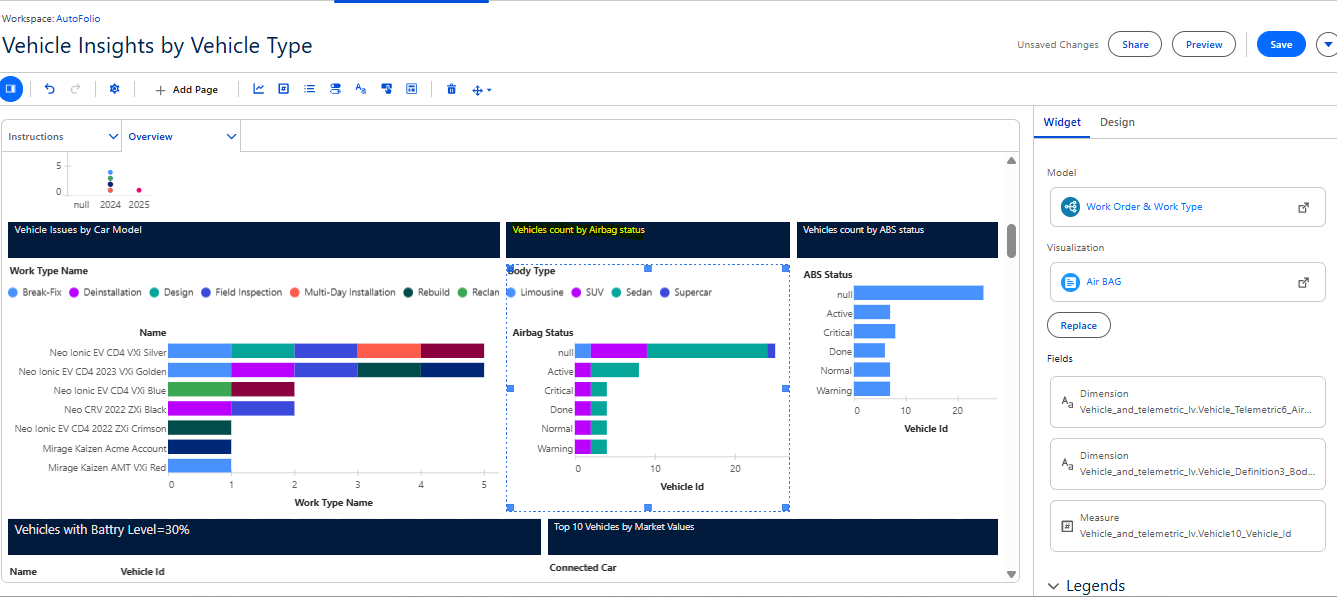 Workspace: AutoFolio
Vehicle Insights by Vehicle Type
Unsaved Changes
Share
Preview
Save
Add Page
Instructions
Overview
5
0
null 2024 2025
Vehicle Issues by Car Model
Work Type Name
Break-Fix Deinstallation Design Field Inspection Multi-Day Installation Rebuild Reclan
Name
Neo Ionic EV CD4 VXi Silver
Neo Ionic EV CD4 2023 VXi Golden
Neo Ionic EV CD4 VXi Blue
Neo CRV 2022 ZXi Black
Neo Ionic EV CD4 2022 ZXi Crimson
Mirage Kaizen Acme Account
Mirage Kaizen AMT VXi Red
0 1 2 3 4 5
Work Type Name
Vehicles count by Airbag status
Body Type
Limousine SUV Sedan Supercar
Airbag Status
null
Active
Critical
Done
Normal
Warning
0 10 20
Vehicle Id
Vehicles count by ABS status
ABS Status
null
Active
Critical
Done
Normal
Warning
0 10 20
Vehicle Id
Vehicles with Battry Level=30%
Name Vehicle Id
Top 10 Vehicles by Market Values
Connected Car
Widget Design
Model
Work Order & Work Type
Visualization
Air BAG
Replace
Fields
Aa
Dimension
Vehicle_and_telemetric_lv.Vehicle_Telemetric6_Air...
Aa
Dimension
Vehicle_and_telemetric_lv.Vehicle_Definition3_Bod...
#
Measure
Vehicle_and_telemetric_lv.Vehicle10_Vehicle_Id
Legends